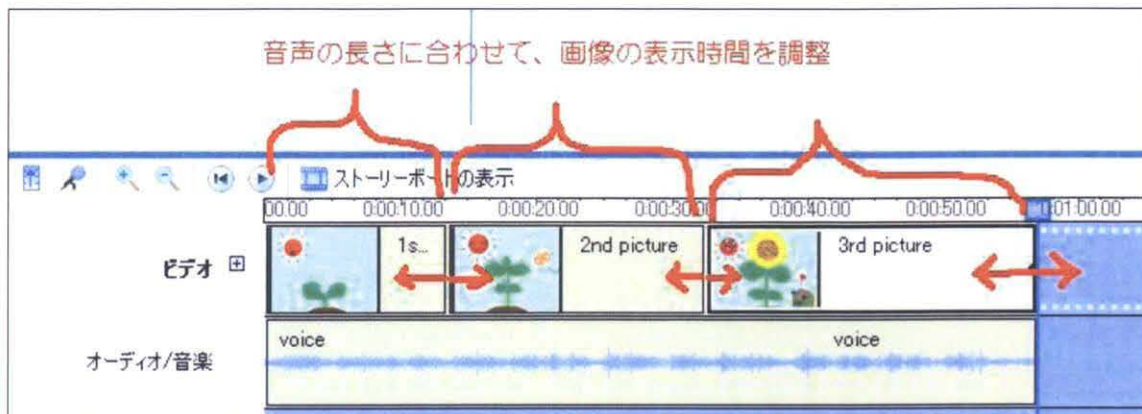 音声の長さに合わせて、画像の表示時間を調整
ストーリーボードの表示
00.00 0:00:10.00 0:00:20.00 0:00:30.00 0:00:40.00 0:00:50.00 :01:00.00
ビデオ
1s... 2nd picture 3rd picture
オーディオ/音楽
voice voice